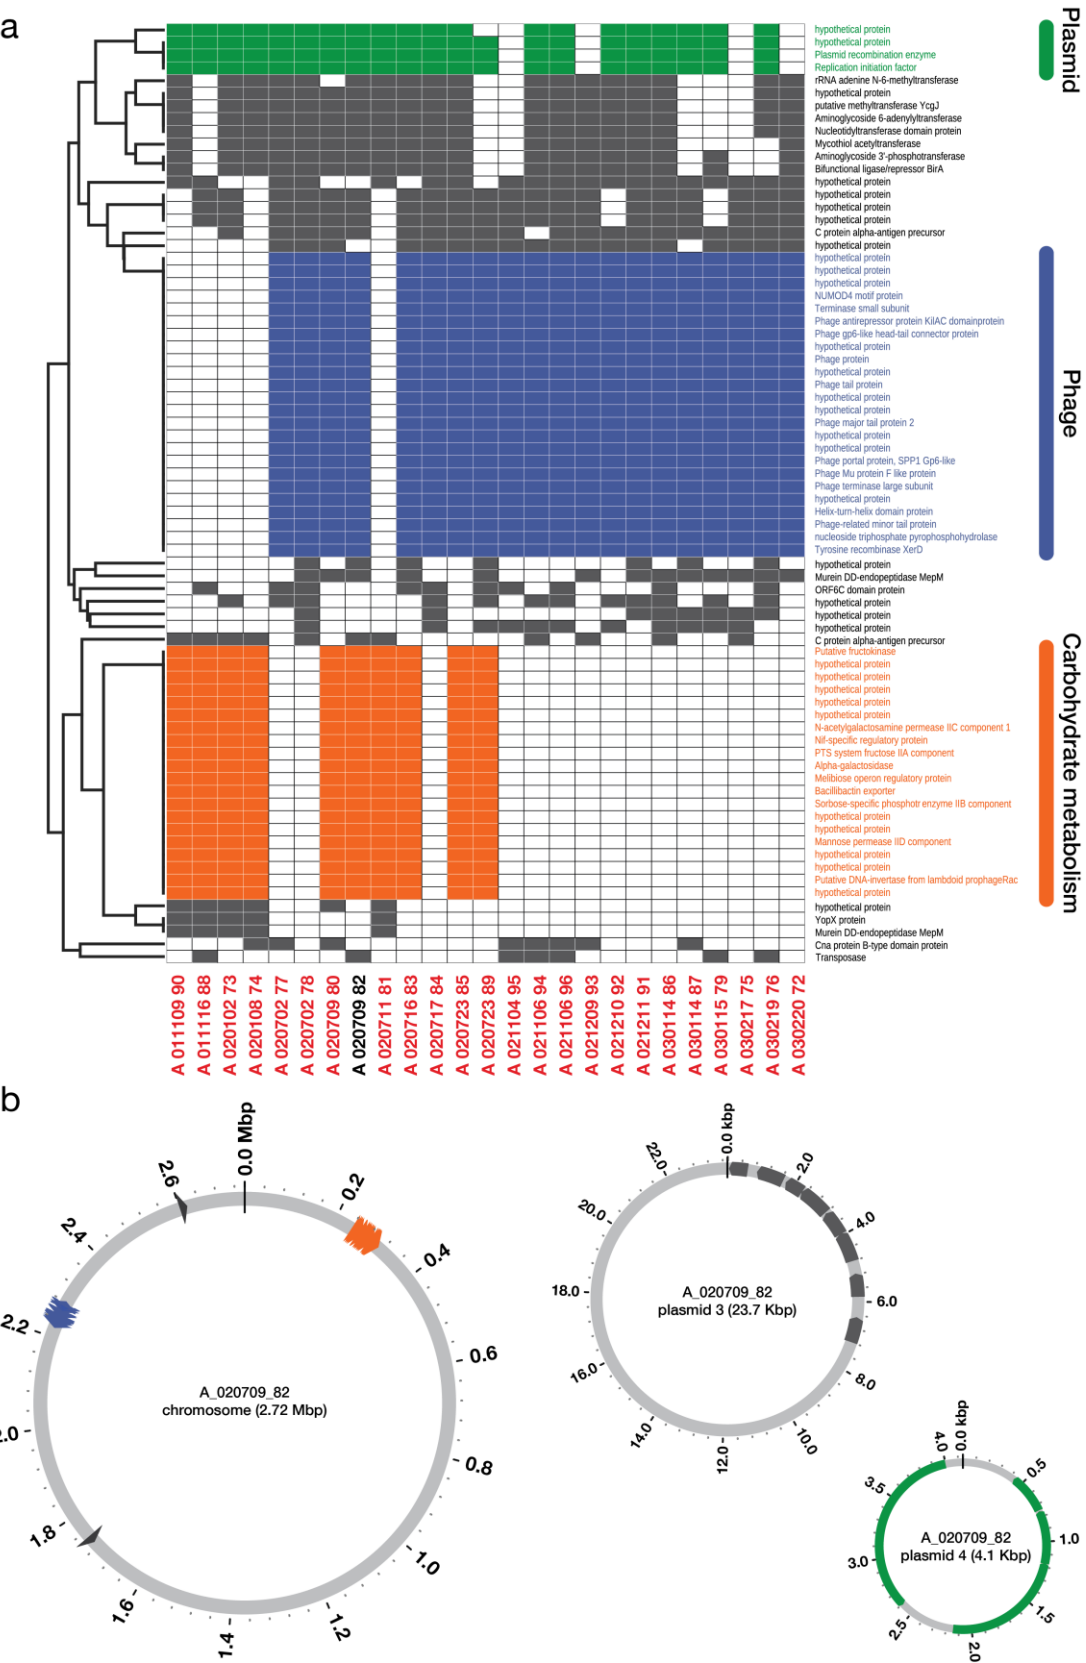 a
hypothetical protein
hypothetical protein
Plasmid recombination enzyme
Replication initiation factor
rRNA adenine N-6-methyltransferase
hypothetical protein
putative methyltransferase YcgJ
Aminoglycoside 6-adenylyltransferase
Nucleotidyltransferase domain protein
Mycothiol acetyltransferase
Aminoglycoside 3'-phosphotransferase
Bifunctional ligase/repressor BirA
hypothetical protein
hypothetical protein
hypothetical protein
hypothetical protein
C protein alpha-antigen precursor
hypothetical protein
hypothetical protein
hypothetical protein
hypothetical protein
NUMOD4 motif protein
Terminase small subunit
Phage antirepressor protein KilAC domainprotein
Phage gp6-like head-tail connector protein
hypothetical protein
Phage protein
hypothetical protein
Phage tail protein
hypothetical protein
hypothetical protein
Phage major tail protein 2
hypothetical protein
hypothetical protein
Phage portal protein, SPP1 Gp6-like
Phage Mu protein F like protein
Phage terminase large subunit
hypothetical protein
Helix-turn-helix domain protein
Phage-related minor tail protein
nucleoside triphosphate pyrophosphohydrolase
Tyrosine recombinase XerD
hypothetical protein
Murein DD-endopeptidase MepM
ORF6C domain protein
hypothetical protein
hypothetical protein
hypothetical protein
C protein alpha-antigen precursor
Putative fructokinase
hypothetical protein
hypothetical protein
hypothetical protein
hypothetical protein
hypothetical protein
N-acetylgalactosamine permease IIC component 1
Nif-specific regulatory protein
PTS system fructose IIA component
Alpha-galactosidase
Melibiose operon regulatory protein
Bacillibactin exporter
Sorbose-specific phosphotr enzyme IIB component
hypothetical protein
hypothetical protein
Mannose permease IID component
hypothetical protein
hypothetical protein
Putative DNA-invertase from lambdoid prophageRac
hypothetical protein
hypothetical protein
YopX protein
Murein DD-endopeptidase MepM
Cna protein B-type domain protein
Transposase
Plasmid
Phage
Carbohydrate metabolism
A 011109 90
A 011116 88
A 020102 73
A 020108 74
A 020702 77
A 020702 78
A 020709 80
A 020709 82
A 020711 81
A 020716 83
A 020717 84
A 020723 85
A 020723 89
A 021104 95
A 021106 94
A 021106 96
A 021209 93
A 021210 92
A 021211 91
A 030114 86
A 030114 87
A 030115 79
A 030217 75
A 030219 76
A 030220 72
b
0.0 Mbp
0.2
0.4
0.6
0.8
1.0
1.2
1.4
1.6
1.8
2.0
2.2
2.4
2.6
A_020709_82
chromosome (2.72 Mbp)
0.0 kbp
2.0
4.0
6.0
8.0
10.0
12.0
14.0
16.0
18.0
20.0
22.0
A_020709_82
plasmid 3 (23.7 Kbp)
0.0 kbp
0.5
1.0
1.5
2.0
2.5
3.0
3.5
4.0
A_020709_82
plasmid 4 (4.1 Kbp)